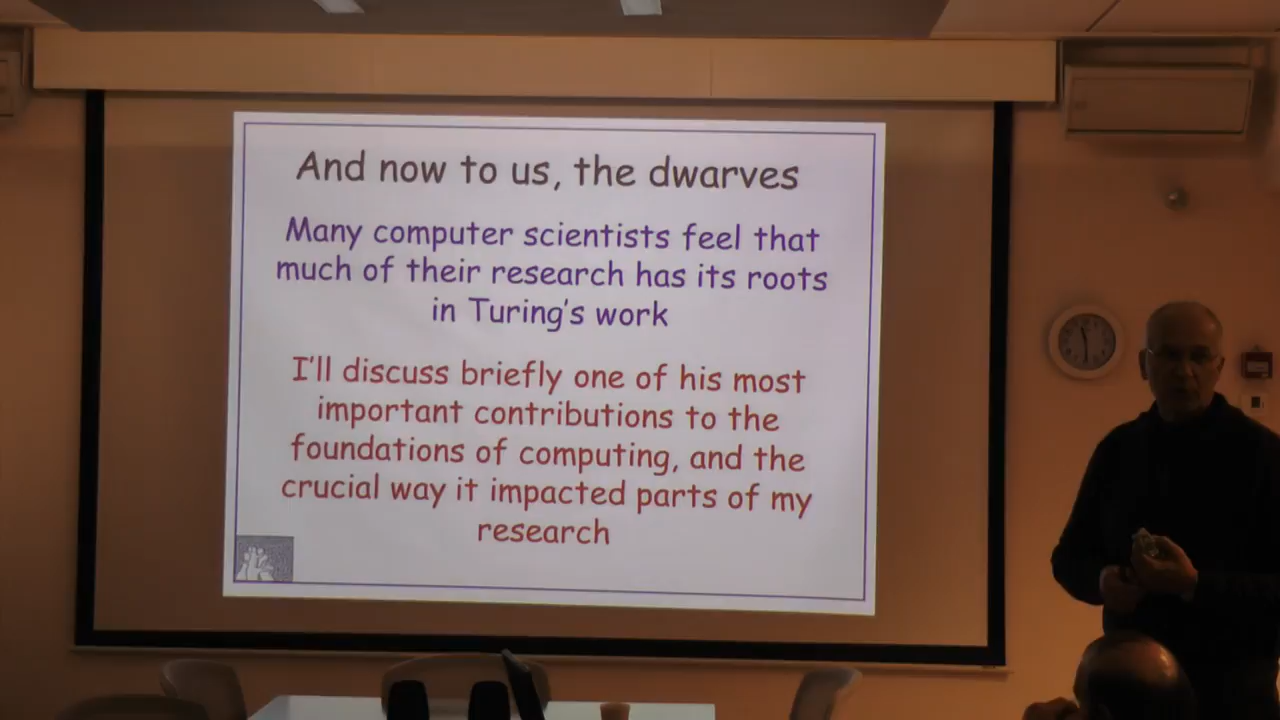 And now to us, the dwarves
Many computer scientists feel that
much of their research has its roots
in Turing's work
I'll discuss briefly one of his most
important contributions to the
foundations of computing, and the
crucial way it impacted parts of my
research